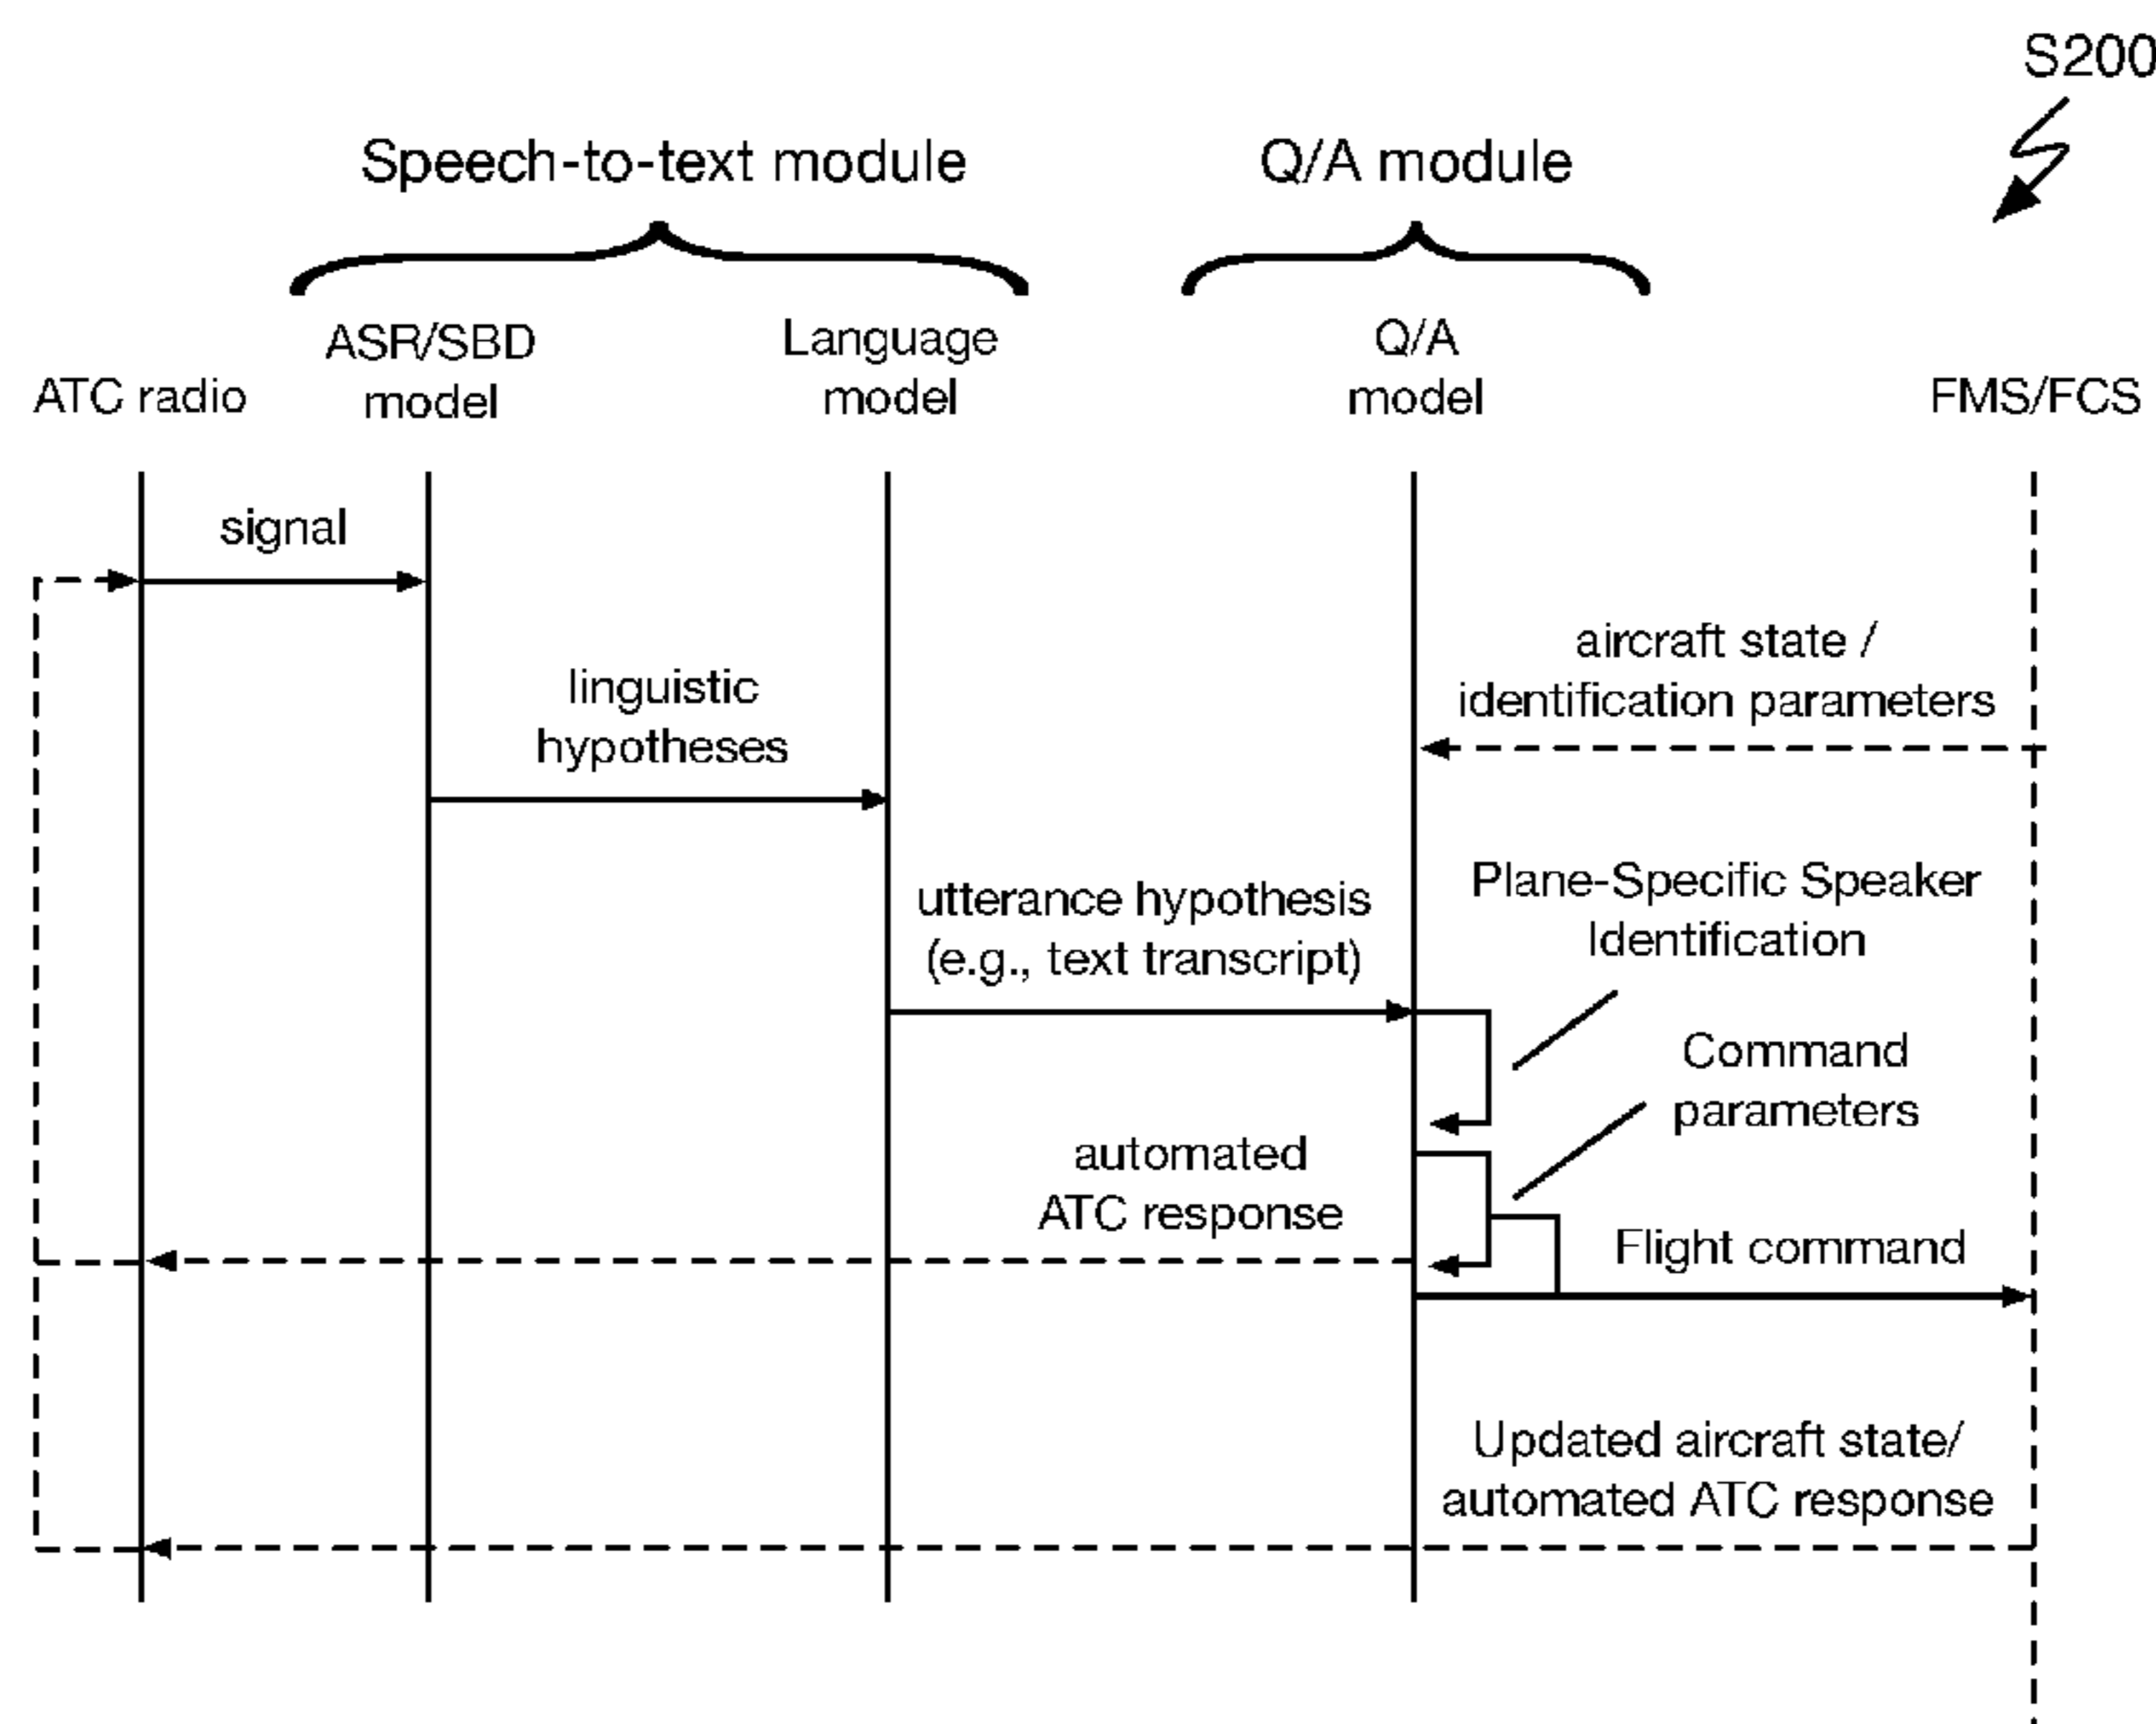 S200
Speech-to-text module
Q/A module
ATC radio
ASR/SBD
model
Language
model
Q/A
model
FMS/FCS
signal
aircraft state /
identification parameters
linguistic
hypotheses
Plane-Specific Speaker
Identification
utterance hypothesis
(e.g., text transcript)
Command
parameters
automated
ATC response
Flight command
Updated aircraft state/
automated ATC response